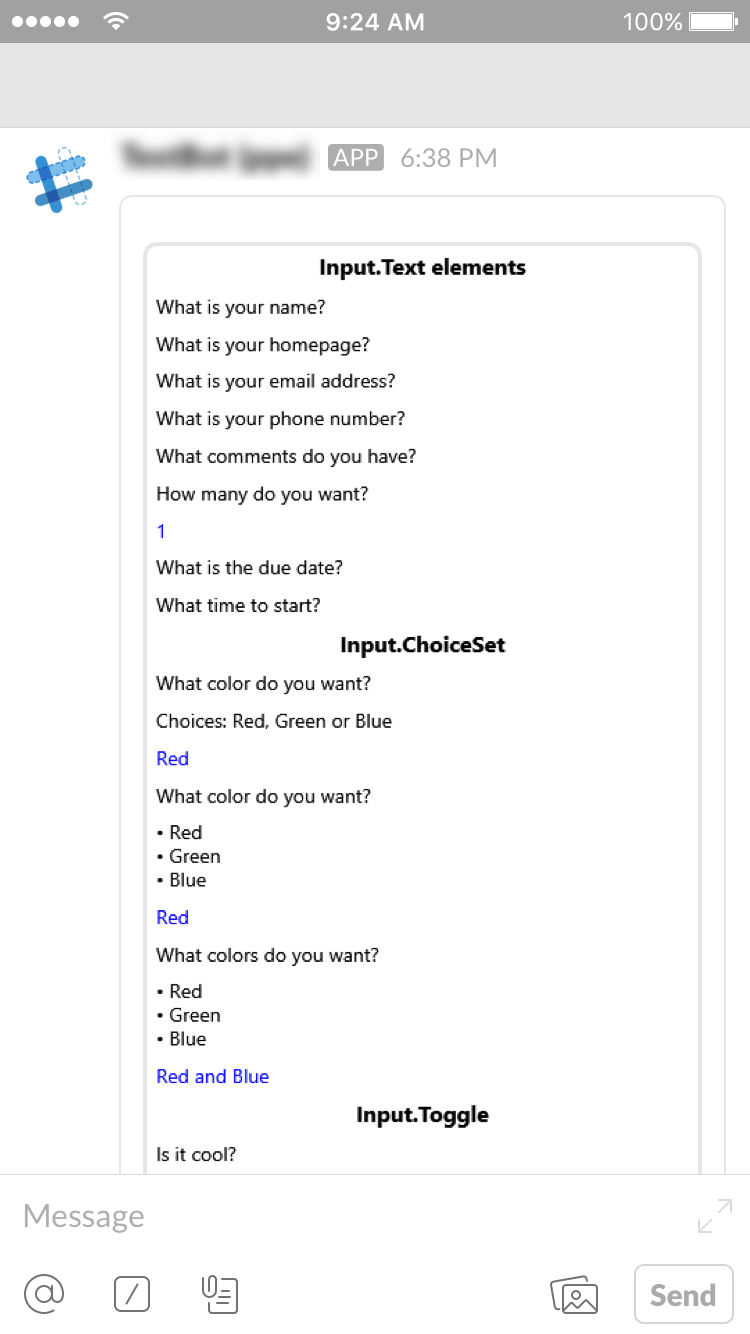 9:24 AM 100%
APP 6:38 PM
Input.Text elements
What is your name?
What is your homepage?
What is your email address?
What is your phone number?
What comments do you have?
How many do you want?
1
What is the due date?
What time to start?
Input.ChoiceSet
What color do you want?
Choices: Red, Green or Blue
Red
What color do you want?
• Red
• Green
• Blue
Red
What colors do you want?
• Red
• Green
• Blue
Red and Blue
Input.Toggle
Is it cool?
Message
Send